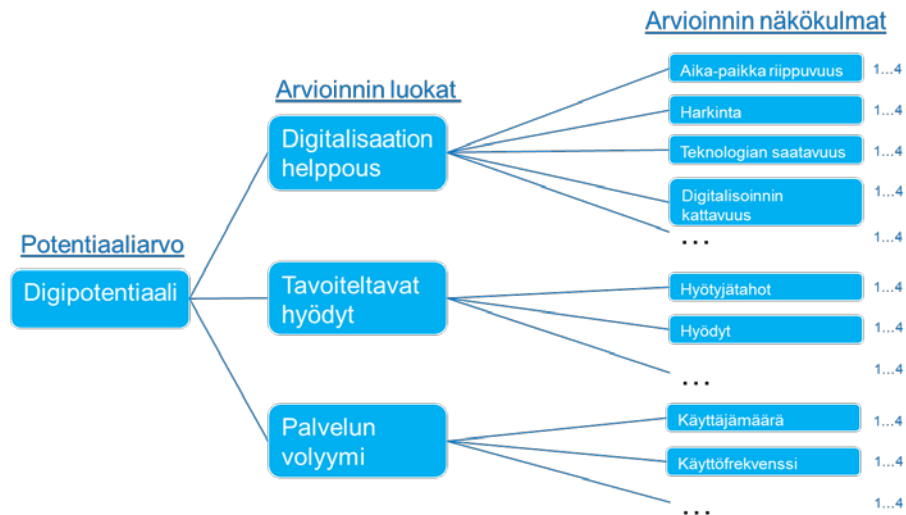 Arvioinnin näkökulmat
Aika-paikka riippuvuus 1...4
Arvioinnin luokat
Harkinta 1...4
Digitalisaation
helppous
Teknologian saatavuus 1...4
Digitalisoinnin
kattavuus
1...4
... 1...4
Potentiaaliarvo
Digipotentiaali
Tavoiteltavat
hyödyt
Hyötyjätahot 1...4
Hyödyt 1...4
... 1...4
Palvelun
volyymi
Käyttäjämäärä 1...4
Käyttöfrekvenssi 1...4
... 1...4